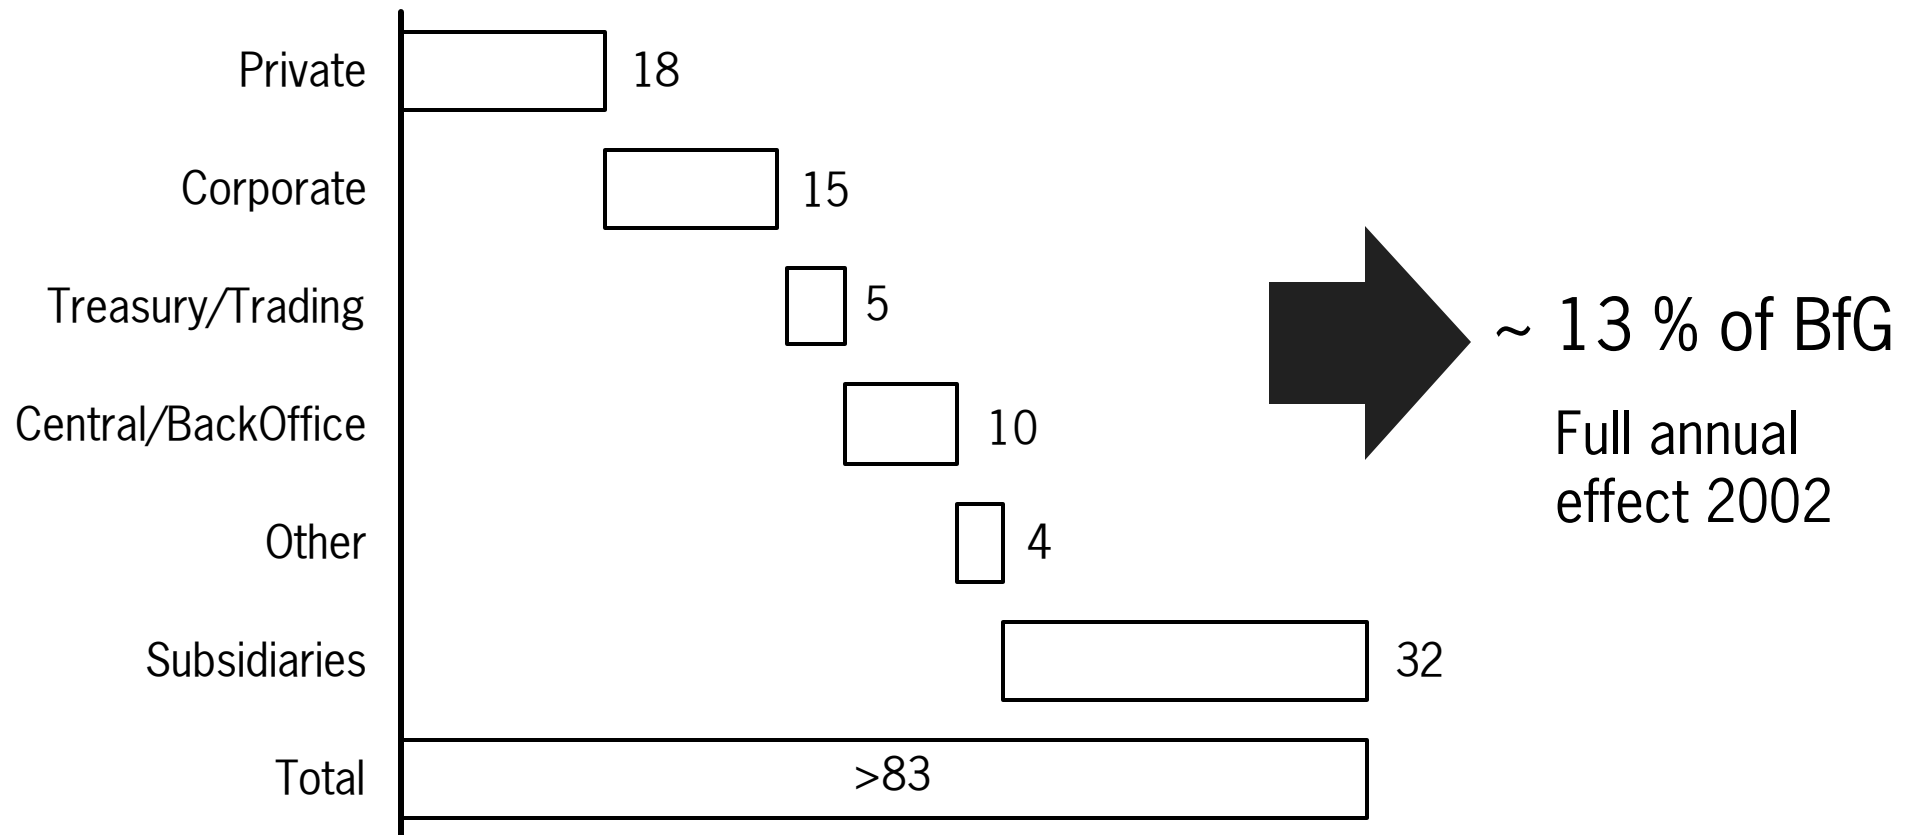 Private 18
Corporate 15
Treasury/Trading 5
~ 13 % of BfG
Central/BackOffice 10
Full annual
effect 2002
Other 4
Subsidiaries 32
Total >83